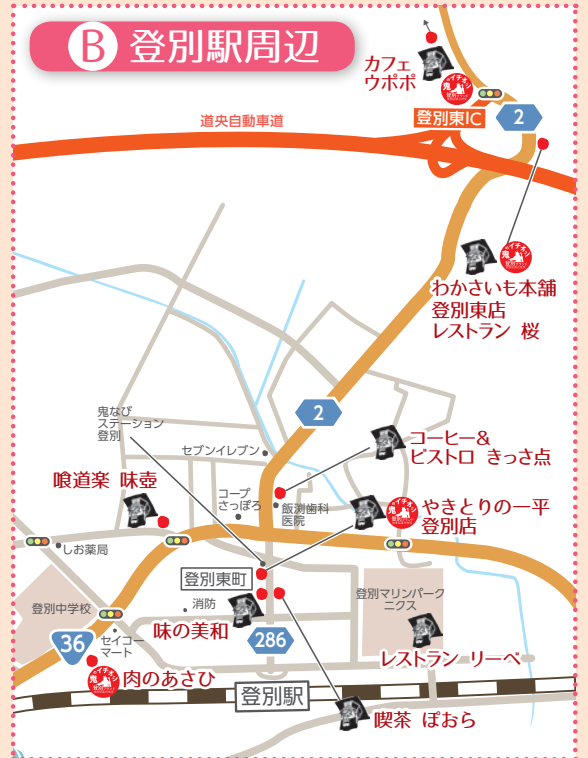 B 登別駅周辺
カフェ
ウポポ
登別東IC
2
道央自動車道
わかさいも本舗
登別東店
レストラン 桜
鬼なび
ステーション
登別
2
セブンイレブン
コーヒー&
ビストロ きっさ点
喰道楽 味壺
コープ
さっぽろ
飯渕歯科
医院
やきとりの一平
登別店
しお薬局
登別東町
登別マリンパーク
ニクス
登別中学校
消防
味の美和
286
36
セイコー
マート
レストラン リーベ
肉のあさひ
登別駅
喫茶 ぽおら